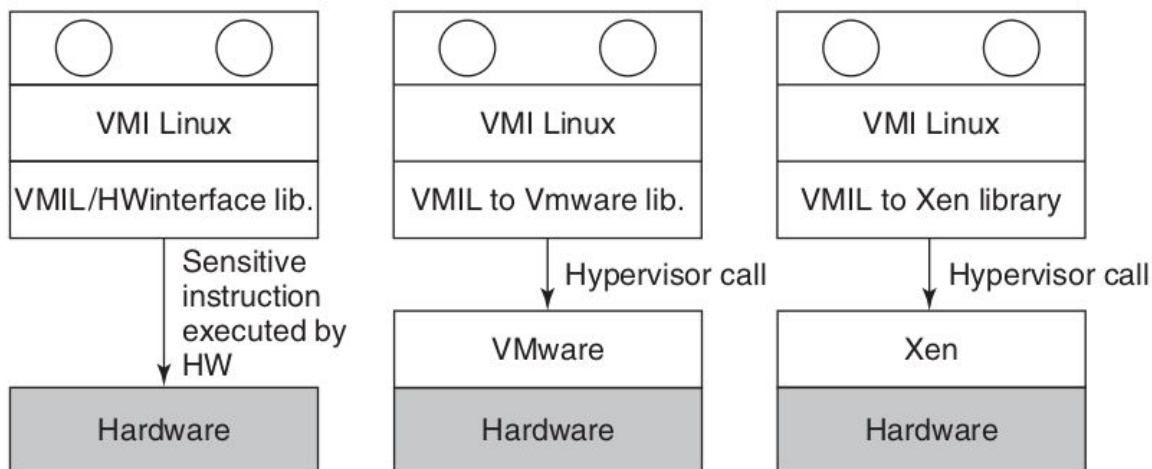 VMI Linux
VMIL/HWinterface lib.
Sensitive
instruction
executed by
HW
Hardware
VMI Linux
VMIL to Vmware lib.
Hypervisor call
VMware
Hardware
VMI Linux
VMIL to Xen library
Hypervisor call
Xen
Hardware